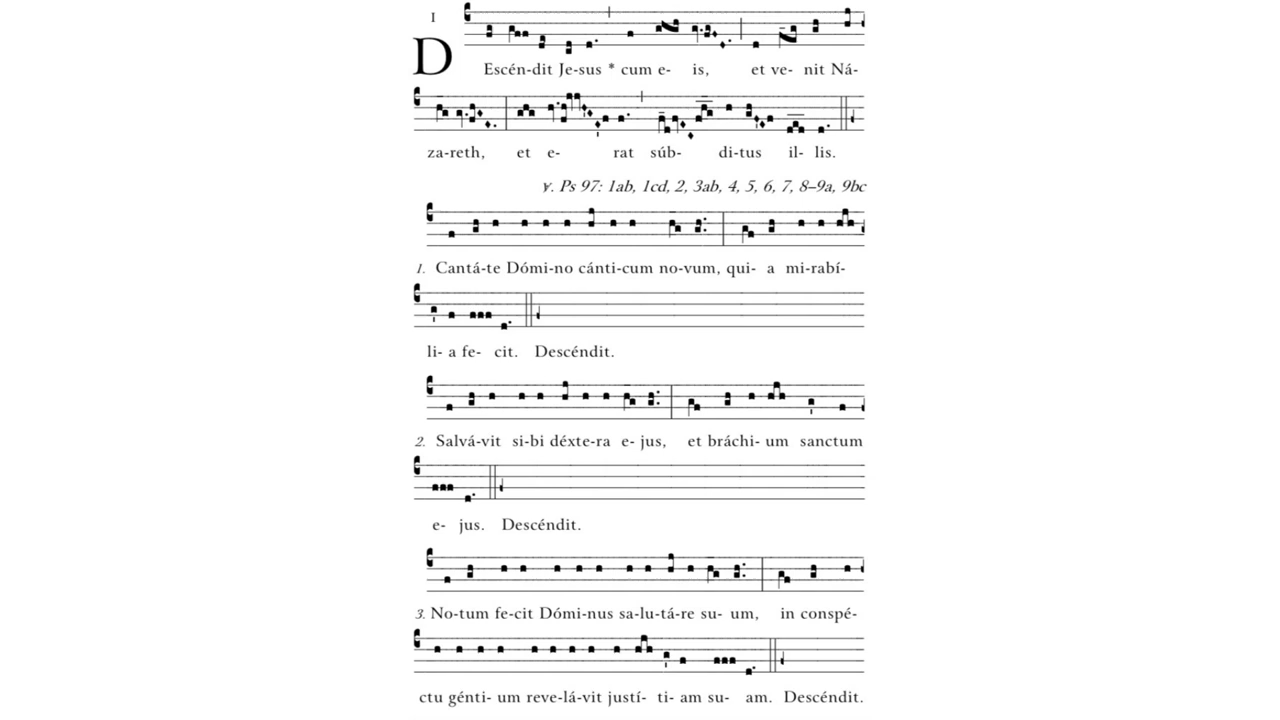 I
DEscén-dit Je-sus * cum e- is, et ve- nit Ná-
za-reth, et e- rat súb- di-tus il- lis.
℣. Ps 97: 1ab, 1cd, 2, 3ab, 4, 5, 6, 7, 8–9a, 9bc
1. Cantá-te Dómi-no cánti-cum no-vum, qui- a mi-rabí-
li- a fe- cit. Descéndit.
2. Salvá-vit si-bi déxte-ra e- jus, et bráchi- um sanctum
e- jus. Descéndit.
3. No-tum fe-cit Dómi-nus sa-lu-tá-re su- um, in conspé-
ctu génti- um reve-lá-vit justí- ti- am su- am. Descéndit.